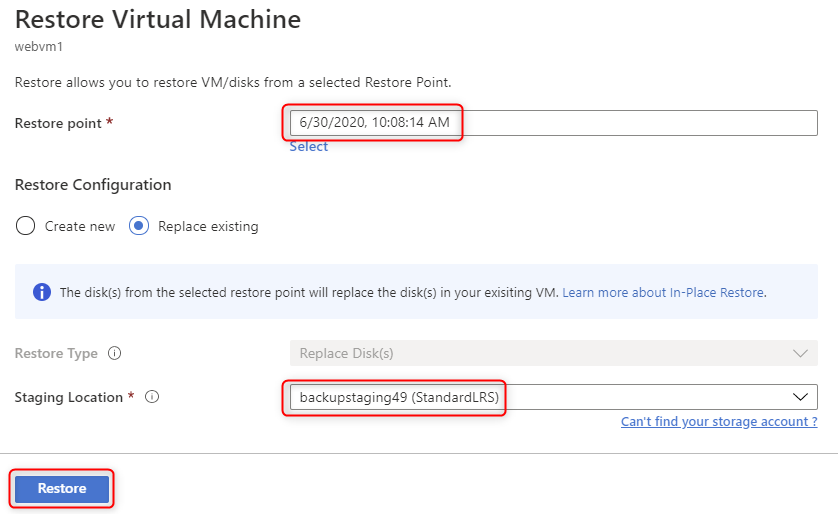 Restore Virtual Machine
webvm1
Restore allows you to restore VM/disks from a selected Restore Point.
Restore point * 6/30/2020, 10:08:14 AM
Select
Restore Configuration
Create new Replace existing
The disk(s) from the selected restore point will replace the disk(s) in your exisiting VM. Learn more about In-Place Restore.
Restore Type Replace Disk(s)
Staging Location * backupstaging49 (StandardLRS)
Can't find your storage account ?
Restore